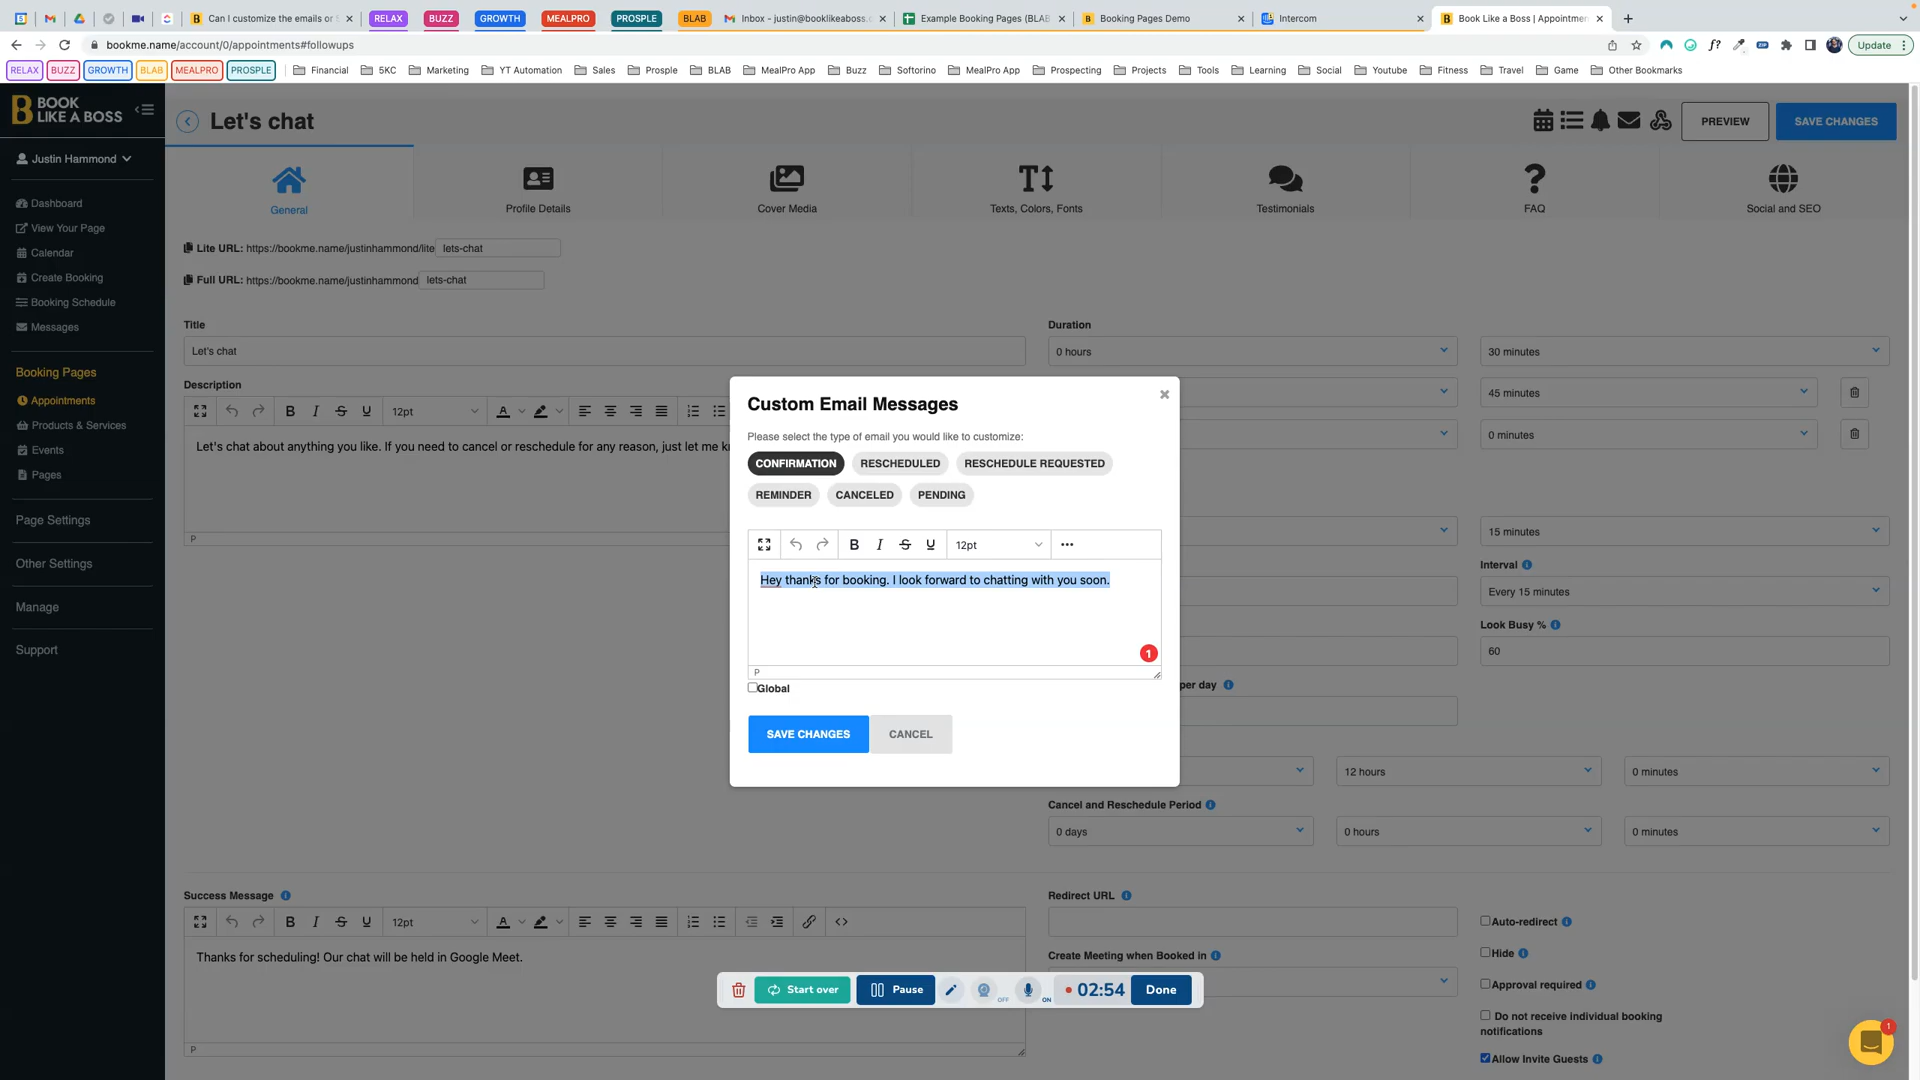 Can I customize the emails or S
RELAX
BUZZ
GROWTH
MEALPRO
PROSPLE
BLAB
Inbox - justin@booklikeaboss.c
Example Booking Pages (BLAB
Booking Pages Demo
Intercom
Book Like a Boss | Appointmen
bookme.name/account/0/appointments#followups
Update
RELAX BUZZ GROWTH BLAB MEALPRO PROSPLE Financial 5KC Marketing YT Automation Sales Prosple BLAB MealPro App Buzz Softorino MealPro App Prospecting Projects Tools Learning Social Youtube Fitness Travel Game Other Bookmarks
BOOK
LIKE A BOSS
Justin Hammond
Dashboard
View Your Page
Calendar
Create Booking
Booking Schedule
Messages
Booking Pages
Appointments
Products & Services
Events
Pages
Page Settings
Other Settings
Manage
Support
Let's chat
PREVIEW
SAVE CHANGES
General
Profile Details
Cover Media
Texts, Colors, Fonts
Testimonials
FAQ
Social and SEO
Lite URL: https://bookme.name/justinhammond/lite lets-chat
Full URL: https://bookme.name/justinhammond lets-chat
Title
Let's chat
Description
12pt
Let's chat about anything you like. If you need to cancel or reschedule for any reason, just let me kn
P
Duration
0 hours
30 minutes
45 minutes
0 minutes
15 minutes
Interval
Every 15 minutes
Look Busy %
60
per day
12 hours
0 minutes
Cancel and Reschedule Period
0 days
0 hours
0 minutes
Custom Email Messages
Please select the type of email you would like to customize:
CONFIRMATION
RESCHEDULED
RESCHEDULE REQUESTED
REMINDER
CANCELED
PENDING
12pt
Hey thanks for booking. I look forward to chatting with you soon.
1
P
Global
SAVE CHANGES
CANCEL
Success Message
12pt
Thanks for scheduling! Our chat will be held in Google Meet.
P
Redirect URL
Auto-redirect
Create Meeting when Booked in
Hide
Approval required
Do not receive individual booking
notifications
Allow Invite Guests
Start over
Pause
OFF
ON
02:54
Done
1